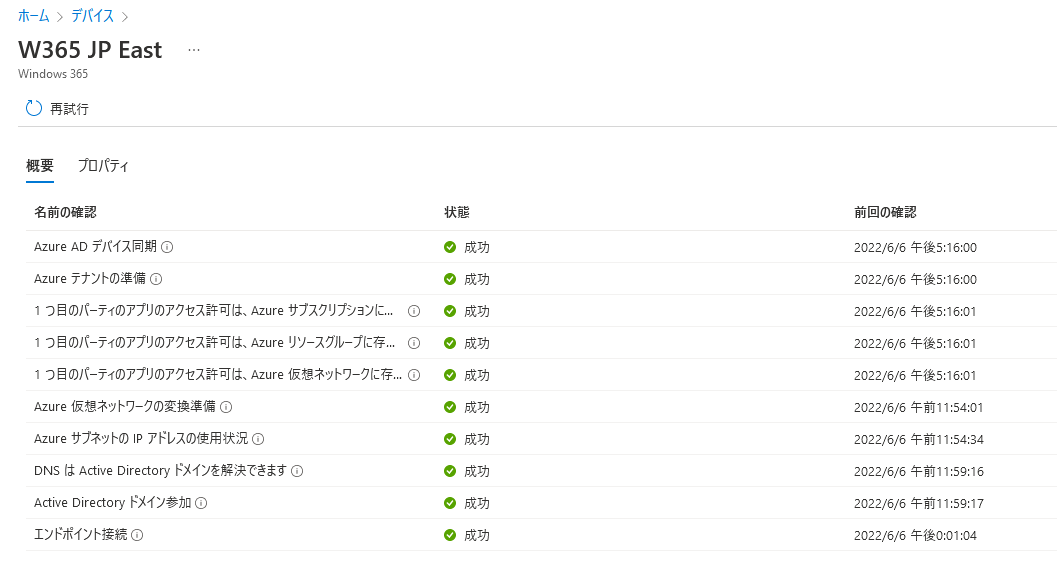 ホーム > デバイス >
W365 JP East ...
Windows 365
再試行
概要 プロパティ
名前の確認 状態 前回の確認
Azure AD デバイス同期 成功 2022/6/6 午後5:16:00
Azure テナントの準備 成功 2022/6/6 午後5:16:00
1 つ目のパーティのアプリのアクセス許可は、Azure サブスクリプションに... 成功 2022/6/6 午後5:16:01
1 つ目のパーティのアプリのアクセス許可は、Azure リソースグループに存... 成功 2022/6/6 午後5:16:01
1 つ目のパーティのアプリのアクセス許可は、Azure 仮想ネットワークに存... 成功 2022/6/6 午後5:16:01
Azure 仮想ネットワークの変換準備 成功 2022/6/6 午前11:54:01
Azure サブネットの IP アドレスの使用状況 成功 2022/6/6 午前11:54:34
DNS は Active Directory ドメインを解決できます 成功 2022/6/6 午前11:59:16
Active Directory ドメイン参加 成功 2022/6/6 午前11:59:17
エンドポイント接続 成功 2022/6/6 午後0:01:04